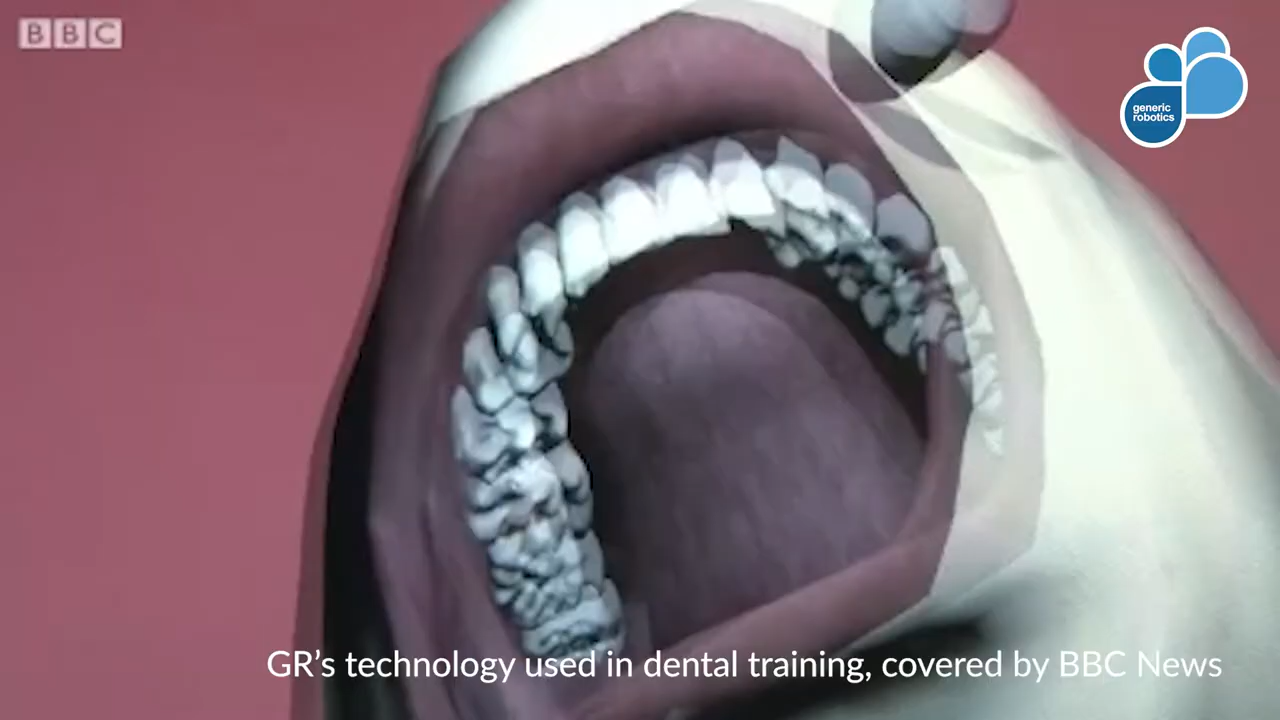 BBC
generic
robotics
GR's technology used in dental training, covered by BBC News